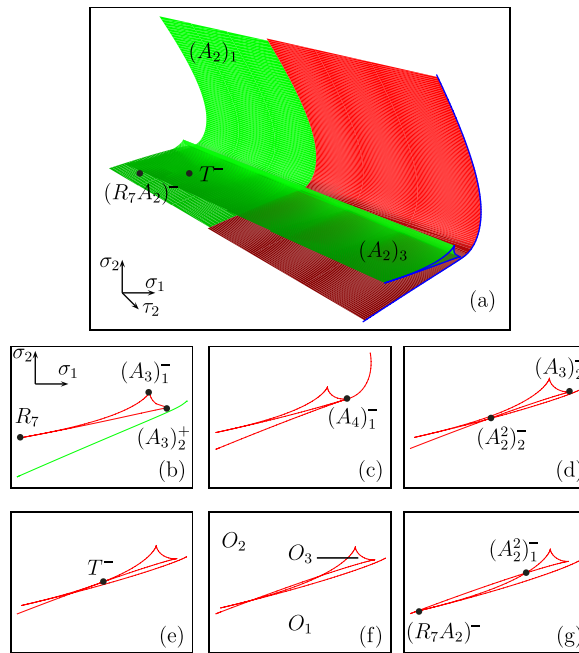 (A₂)₁
T⁻
(R₇A₂)⁻
(A₂)₃
σ₂
σ₁
τ₂
(a)
σ₂
σ₁
(A₃)₁⁻
R₇
(A₃)₂⁺
(b)
(A₄)₁⁻
(c)
(A₃)₂⁻
(A₂²)₂⁻
(d)
T⁻
(e)
O₂
O₃
O₁
(f)
(A₂²)₁⁻
(R₇A₂)⁻
(g)